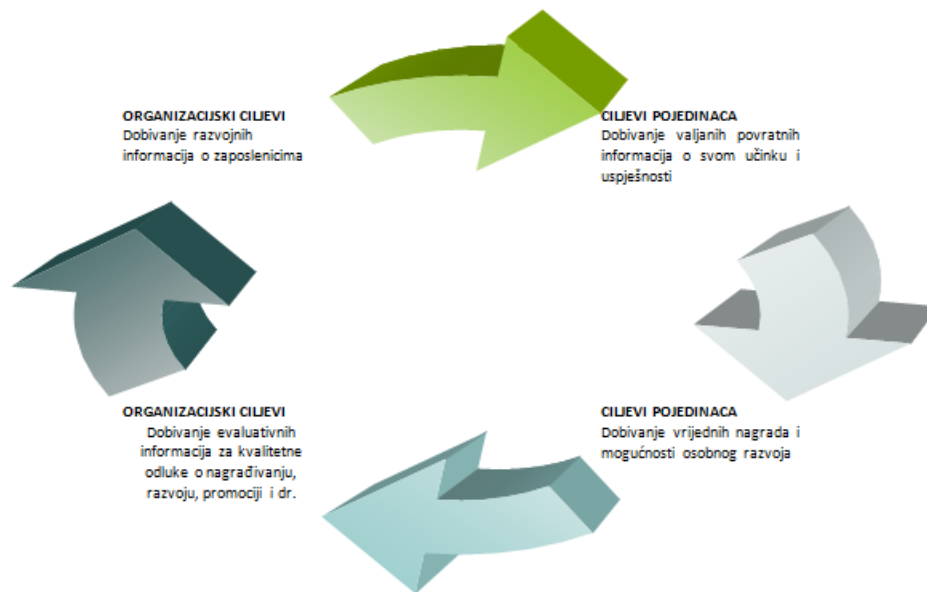 ORGANIZACIJSKI CILJEVI
Dobivanje razvojnih
informacija o zaposlenicima
CILJEVI POJEDINACA
Dobivanje valjanih povratnih
informacija o svom učinku i
uspješnosti
ORGANIZACIJSKI CILJEVI
Dobivanje evaluativnih
informacija za kvalitetne
odluke o nagrađivanju,
razvoju, promociji i dr.
CILJEVI POJEDINACA
Dobivanje vrijednih nagrada i
mogućnosti osobnog razvoja